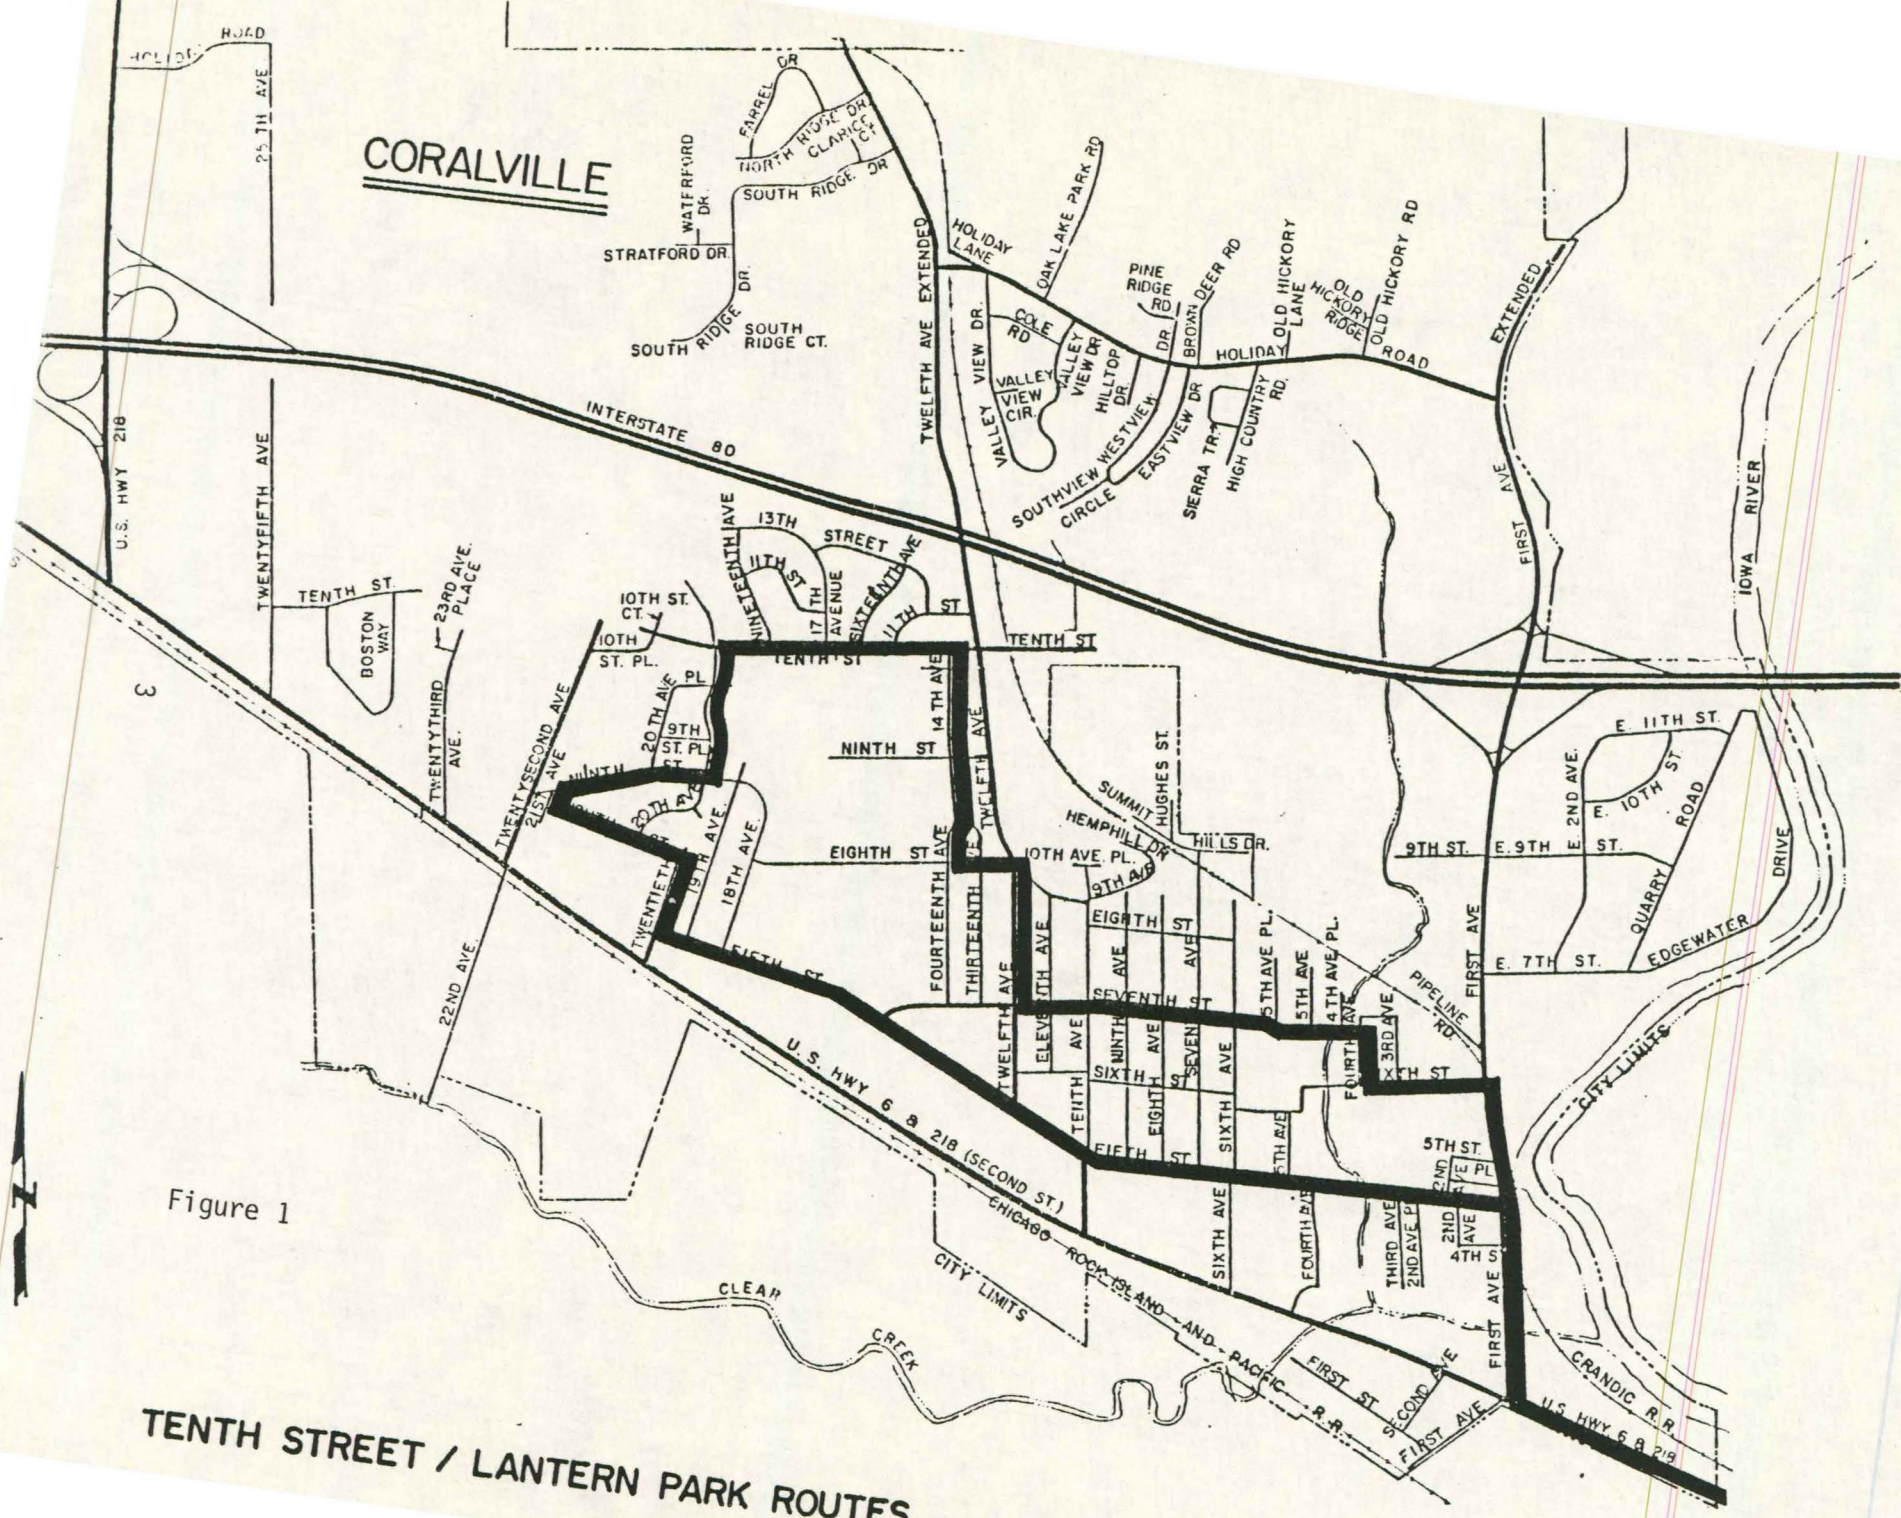 ROAD
25TH AVE
CORALVILLE
FARREL DR
NORTH RIDGE DR
CLARICE CT
SOUTH RIDGE DR
WATERFORD DR.
STRATFORD DR.
SOUTH RIDGE DR.
SOUTH RIDGE CT.
TWELFTH AVE EXTENDED
HOLIDAY LANE
OAK LAKE PARK RD
PINE RIDGE RD
BROWN DEER RD
OLD HICKORY LANE
OLD HICKORY RIDGE
OLD HICKORY RD
EXTENDED
VALLEY VIEW DR.
COLE RD
VALLEY VIEW DR
VALLEY VIEW CIR.
HILLTOP DR.
WESTVIEW DR
HOLIDAY ROAD
SOUTHVIEW CIRCLE
EASTVIEW DR
SIERRA TR.
HIGH COUNTRY RD.
FIRST AVE
IOWA RIVER
INTERSTATE 80
U.S. HWY 218
TWENTYFIFTH AVE
TENTH ST.
BOSTON WAY
23RD AVE. PLACE
TWENTYTHIRD AVE.
10TH ST. CT.
10TH ST. PL.
NINETEENTH AVE
13TH STREET
11TH ST
17TH AVENUE
SIXTEENTH AVE
11TH ST
TENTH ST
TENTH ST
3
20TH AVE PL
9TH ST. PL
NINTH ST
14TH AVE
NINTH ST
TWELFTH AVE
TWENTYSECOND AVE
21ST AVE
20TH AVE
TWENTIETH
19TH AVE.
18TH AVE.
EIGHTH ST
FOURTEENTH AVE
THIRTEENTH AVE
SUMMIT HILLS DR.
HUGHES ST.
HEMPHILL DR
10TH AVE. PL.
9TH AVE
E. 11TH ST.
E. 10TH ST.
E. 2ND AVE.
QUARRY ROAD
9TH ST.
E. 9TH ST.
EDGEWATER DRIVE
E. 7TH ST.
FIRST AVE
EIGHTH ST
22ND AVE.
FIFTH ST
TWELFTH AVE
ELEVENTH AVE
SEVENTH ST
5TH AVE PL.
5TH AVE
4TH AVE PL.
PIPELINE RD.
TENTH AVE
NINTH AVE
EIGHTH AVE
SEVEN AVE
SIXTH ST
SIXTH AVE
FOURTH AVE
3RD AVE
IXTH ST
CITY LIMITS
U.S. HWY 6 & 218 (SECOND ST.)
FIFTH ST
5TH AVE
5TH ST.
2ND AVE PL
Figure 1
CHICAGO ROCK ISLAND AND PACIFIC R.R.
CITY LIMITS
SIXTH AVE
FOURTH AVE
THIRD AVE
2ND AVE P
2ND AVE
4TH S
FIRST AVE
CLEAR CREEK
FIRST ST
SECOND AVE
FIRST AVE
CRANDIC R.R.
U.S. HWY 6 & 218
TENTH STREET / LANTERN PARK ROUTES